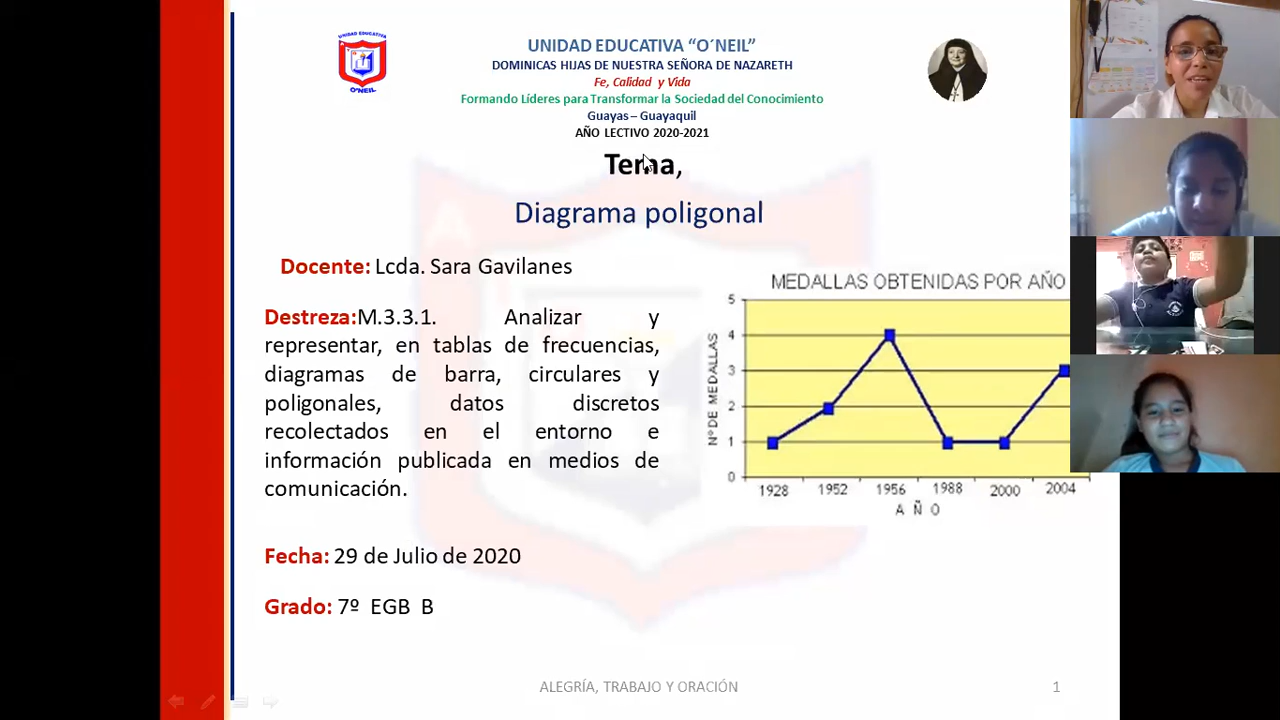 UNIDAD EDUCATIVA
O´NEIL
UNIDAD EDUCATIVA “O´NEIL”
DOMINICAS HIJAS DE NUESTRA SEÑORA DE NAZARETH
Fe, Calidad y Vida
Formando Líderes para Transformar la Sociedad del Conocimiento
Guayas – Guayaquil
AÑO LECTIVO 2020-2021
Tema,
Diagrama poligonal
Docente: Lcda. Sara Gavilanes
Destreza:M.3.3.1. Analizar y
representar, en tablas de frecuencias,
diagramas de barra, circulares y
poligonales, datos discretos
recolectados en el entorno e
información publicada en medios de
comunicación.
Fecha: 29 de Julio de 2020
Grado: 7º EGB B
MEDALLAS OBTENIDAS POR AÑO
Nº DE MEDALLAS
5
4
3
2
1
0
1928 1952 1956 1988 2000 2004
AÑO
ALEGRÍA, TRABAJO Y ORACIÓN
1